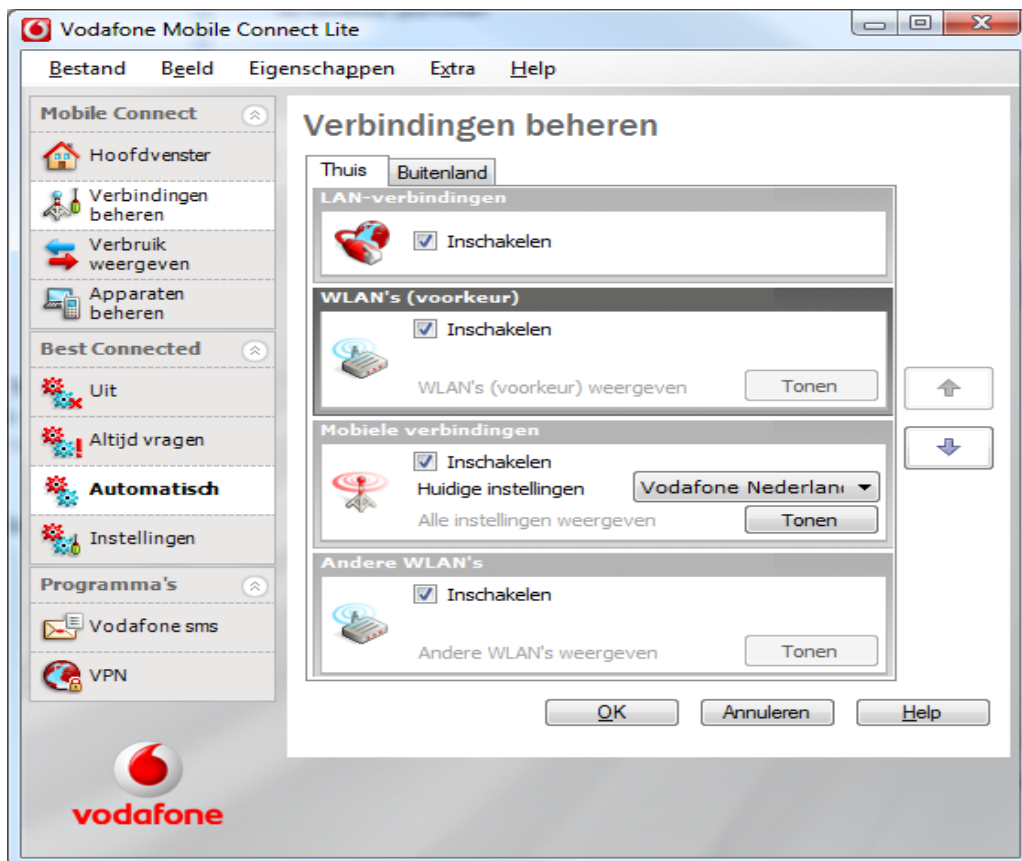 Vodafone Mobile Connect Lite
Bestand Beeld Eigenschappen Extra Help
Mobile Connect
Hoofdvenster
Verbindingen
beheren
Verbruik
weergeven
Apparaten
beheren
Best Connected
Uit
Altijd vragen
Automatisch
Instellingen
Programma's
Vodafone sms
VPN
vodafone
Verbindingen beheren
Thuis Buitenland
LAN-verbindingen
Inschakelen
WLAN's (voorkeur)
Inschakelen
WLAN's (voorkeur) weergeven Tonen
Mobiele verbindingen
Inschakelen
Huidige instellingen Vodafone Nederlan
Alle instellingen weergeven Tonen
Andere WLAN's
Inschakelen
Andere WLAN's weergeven Tonen
OK Annuleren Help